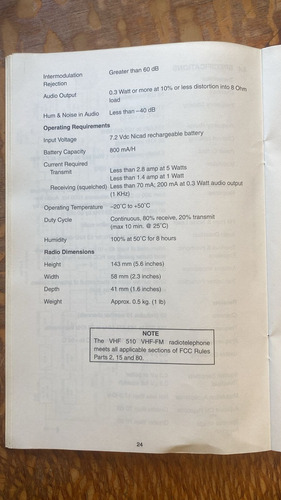 Intermodulation Greater than 60 dB
Rejection
Audio Output 0.3 Watt or more at 10% or less distortion into 8 Ohm
load
Hum & Noise in Audio Less than –40 dB
Operating Requirements
Input Voltage 7.2 Vdc Nicad rechargeable battery
Battery Capacity 800 mA/H
Current Required
Transmit Less than 2.8 amp at 5 Watts
Less than 1.4 amp at 1 Watt
Receiving (squelched) Less than 70 mA; 200 mA at 0.3 Watt audio output
(1 KHz)
Operating Temperature –20˚C to +50˚C
Duty Cycle Continuous, 80% receive, 20% transmit
(max 10 min. @ 25˚C)
Humidity 100% at 50˚C for 8 hours
Radio Dimensions
Height 143 mm (5.6 inches)
Width 58 mm (2.3 inches)
Depth 41 mm (1.6 inches)
Weight Approx. 0.5 kg. (1 lb)
NOTE
The VHF 510 VHF-FM radiotelephone
meets all applicable sections of FCC Rules
Parts 2, 15 and 80.
24